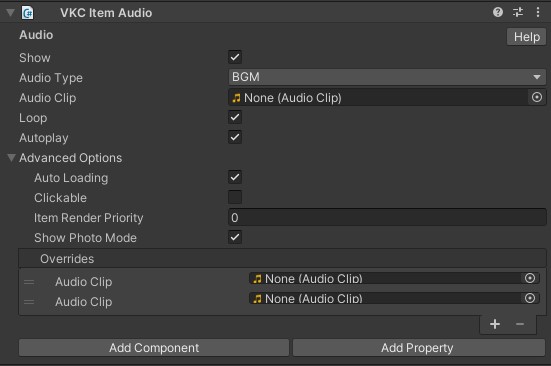 VKC Item Audio
Audio
Help
Show
Audio Type BGM
Audio Clip None (Audio Clip)
Loop
Autoplay
Advanced Options
Auto Loading
Clickable
Item Render Priority 0
Show Photo Mode
Overrides
Audio Clip None (Audio Clip)
Audio Clip None (Audio Clip)
+ −
Add Component Add Property